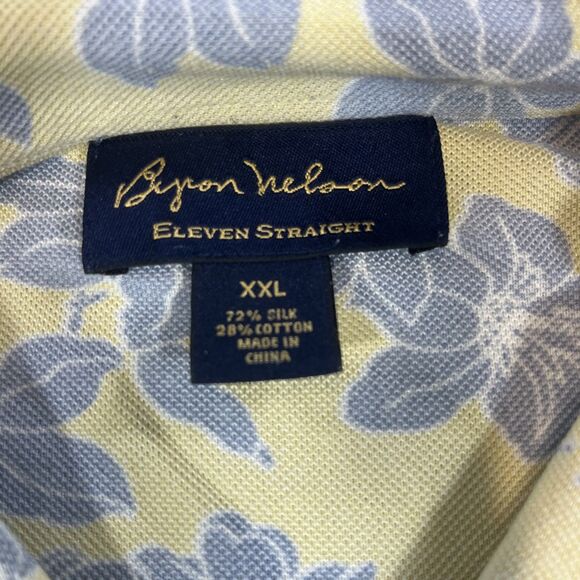 Byron Nelson
ELEVEN STRAIGHT
XXL
72% SILK
28% COTTON
MADE IN
CHINA